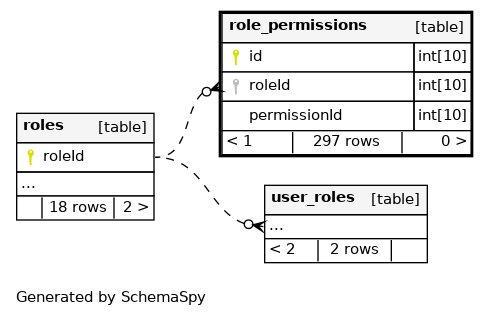 role_permissions [table]
id int[10]
roleId int[10]
permissionId int[10]
< 1 297 rows 0 >
roles [table]
roleId
...
18 rows 2 >
user_roles [table]
...
< 2 2 rows
Generated by SchemaSpy